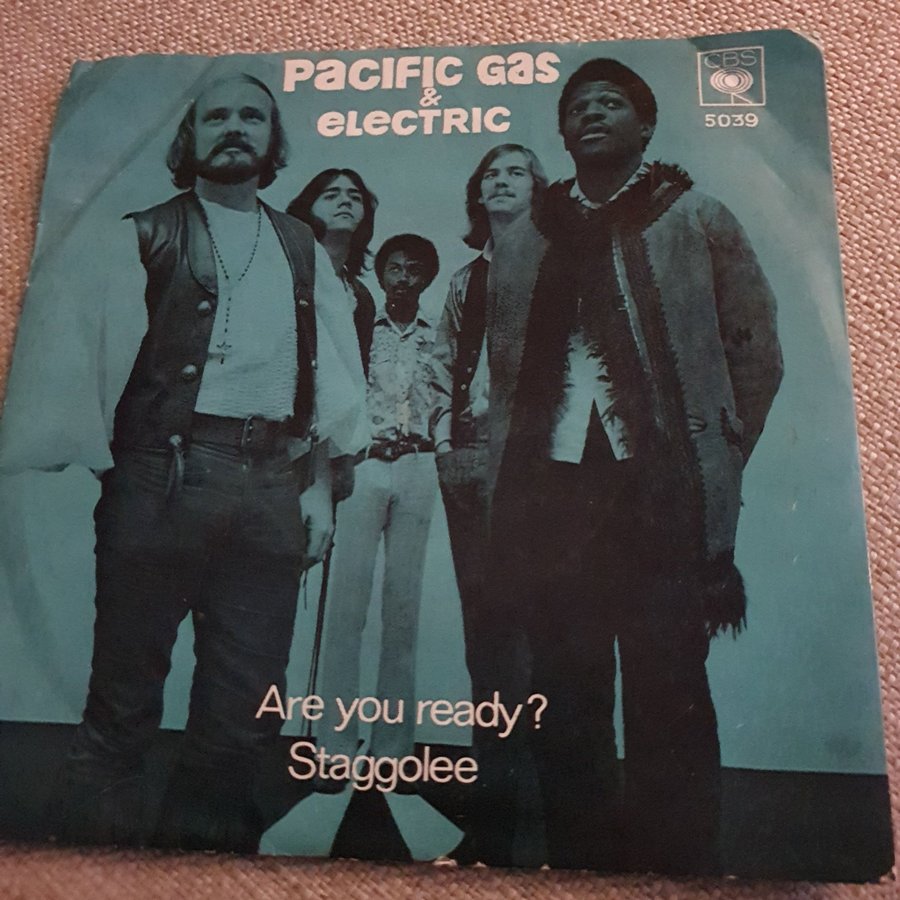 Pacific Gas
&
Electric
CBS
5039
Are you ready?
Staggolee